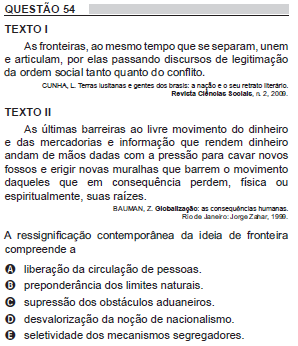 QUESTÃO 54
TEXTO I
As fronteiras, ao mesmo tempo que se separam, unem
e articulam, por elas passando discursos de legitimação
da ordem social tanto quanto do conflito.
CUNHA, L. Terras lusitanas e gentes dos brasis: a nação e o seu retrato literário.
Revista Ciências Sociais, n. 2, 2009.
TEXTO II
As últimas barreiras ao livre movimento do dinheiro
e das mercadorias e informação que rendem dinheiro
andam de mãos dadas com a pressão para cavar novos
fossos e erigir novas muralhas que barrem o movimento
daqueles que em consequência perdem, física ou
espiritualmente, suas raízes.
BAUMAN, Z. Globalização: as consequências humanas.
Rio de Janeiro: Jorge Zahar, 1999.
A ressignificação contemporânea da ideia de fronteira
compreende a
A liberação da circulação de pessoas.
B preponderância dos limites naturais.
C supressão dos obstáculos aduaneiros.
D desvalorização da noção de nacionalismo.
E seletividade dos mecanismos segregadores.